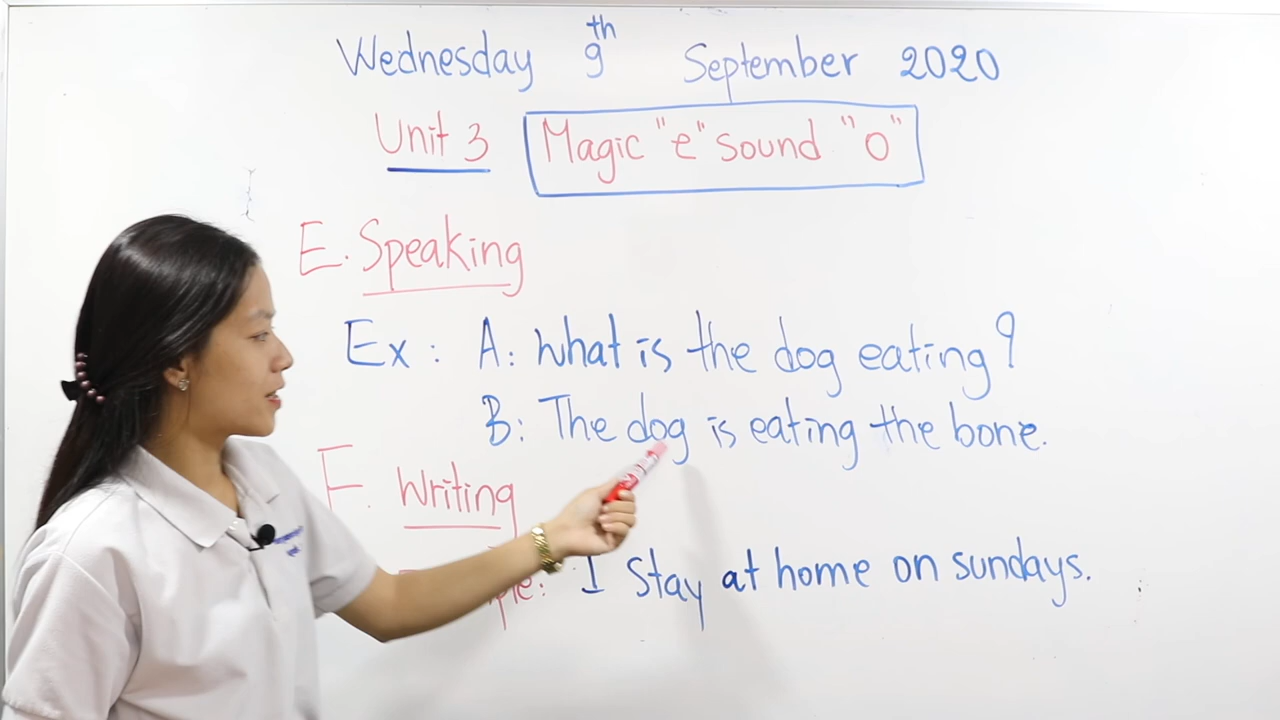 Wednesday 9th September 2020
Unit 3 Magic "e" sound "o"
E. Speaking
Ex : A: What is the dog eating?
B: The dog is eating the bone.
F. Writing
I Stay at home on sundays.